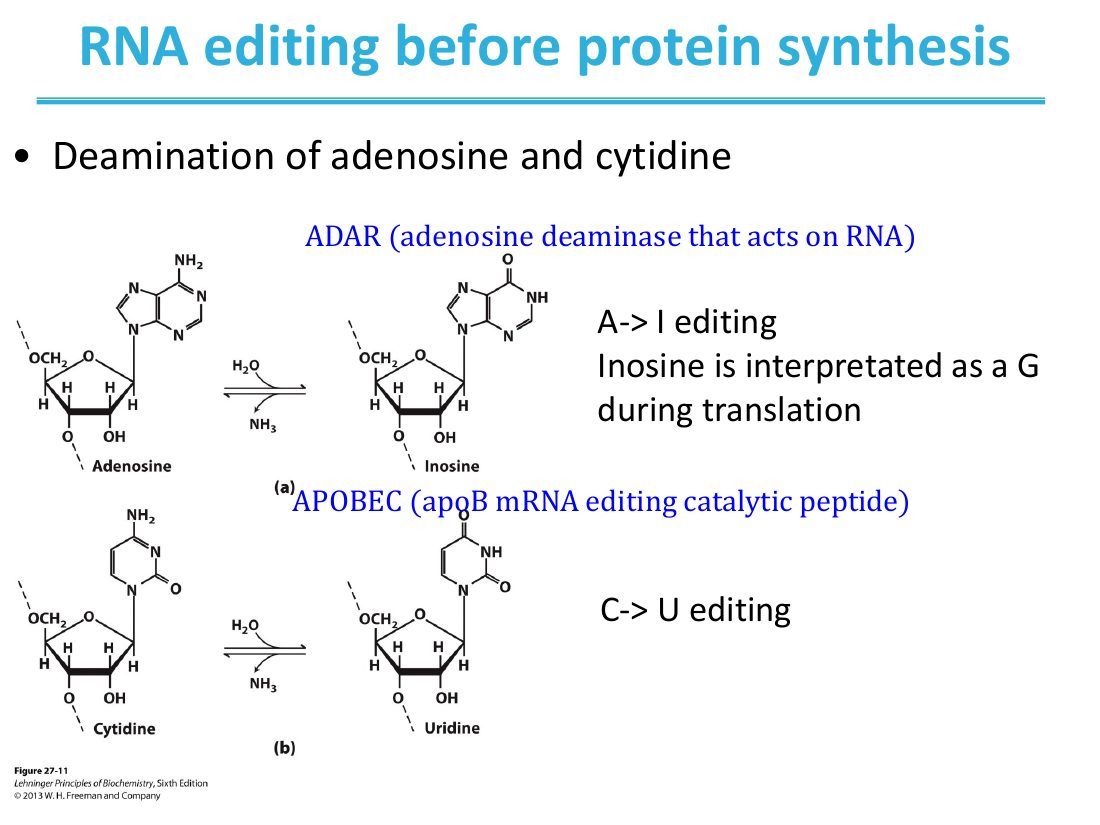 RNA editing before protein synthesis
• Deamination of adenosine and cytidine
ADAR (adenosine deaminase that acts on RNA)
NH₂
N
N
N
N
OCH₂
O
H
H
H
H
O
OH
Adenosine
H₂O
NH₃
O
N
NH
N
N
OCH₂
O
H
H
H
H
O
OH
Inosine
(a)
A-> I editing
Inosine is interpretated as a G
during translation
APOBEC (apoB mRNA editing catalytic peptide)
NH₂
N
N
O
OCH₂
O
H
H
H
H
O
OH
Cytidine
H₂O
NH₃
O
NH
N
O
OCH₂
O
H
H
H
H
O
OH
Uridine
(b)
C-> U editing
Figure 27-11
Lehninger Principles of Biochemistry, Sixth Edition
© 2013 W. H. Freeman and Company